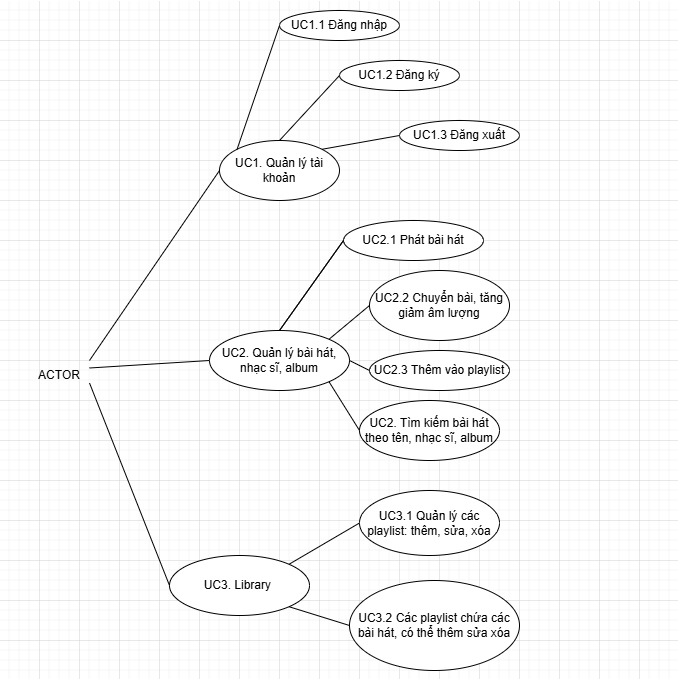 UC1.1 Đăng nhập
UC1.2 Đăng ký
UC1.3 Đăng xuất
UC1. Quản lý tài
khoản
UC2.1 Phát bài hát
UC2.2 Chuyển bài, tăng
giảm âm lượng
UC2. Quản lý bài hát,
nhạc sĩ, album
ACTOR
UC2.3 Thêm vào playlist
UC2. Tìm kiếm bài hát
theo tên, nhạc sĩ, album
UC3.1 Quản lý các
playlist: thêm, sửa, xóa
UC3. Library
UC3.2 Các playlist chứa các
bài hát, có thể thêm sửa xóa